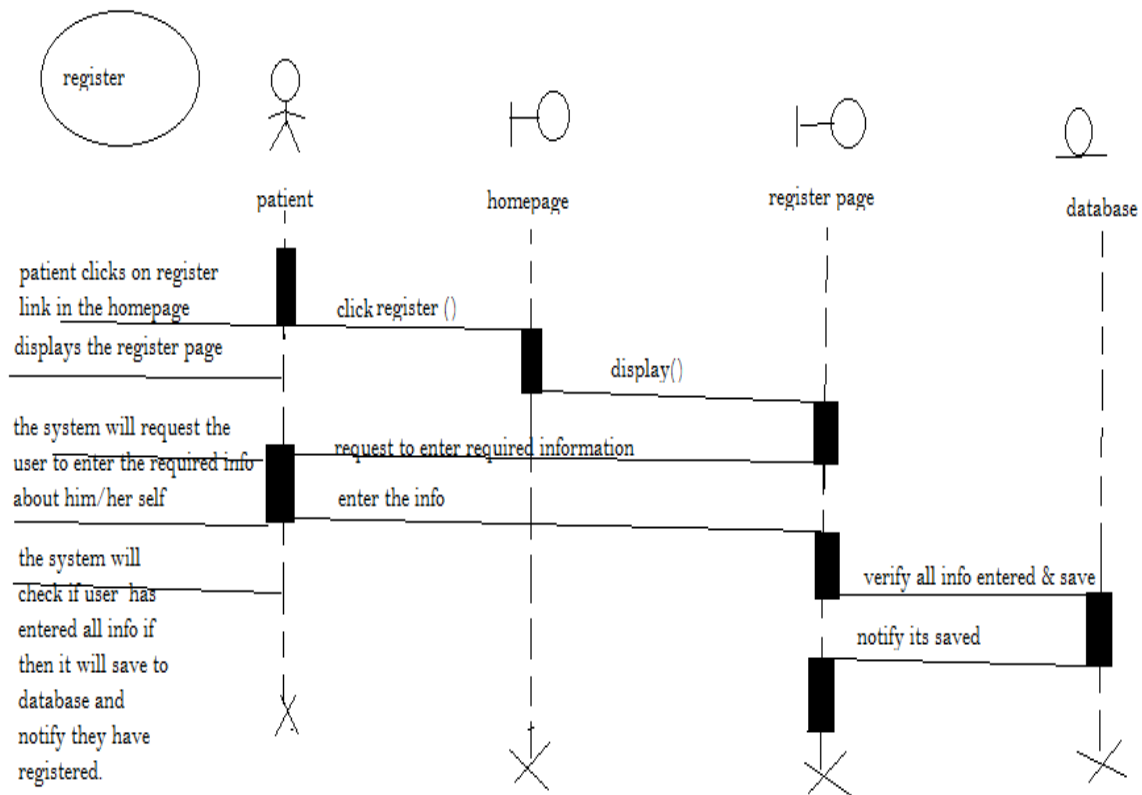 register
patient
homepage
register page
database
patient clicks on register
link in the homepage
click register ()
displays the register page
display()
the system will request the
user to enter the required info
about him/her self
request to enter required information
enter the info
the system will
check if user has
entered all info if
then it will save to
database and
notify they have
registered.
verify all info entered & save
notify its saved